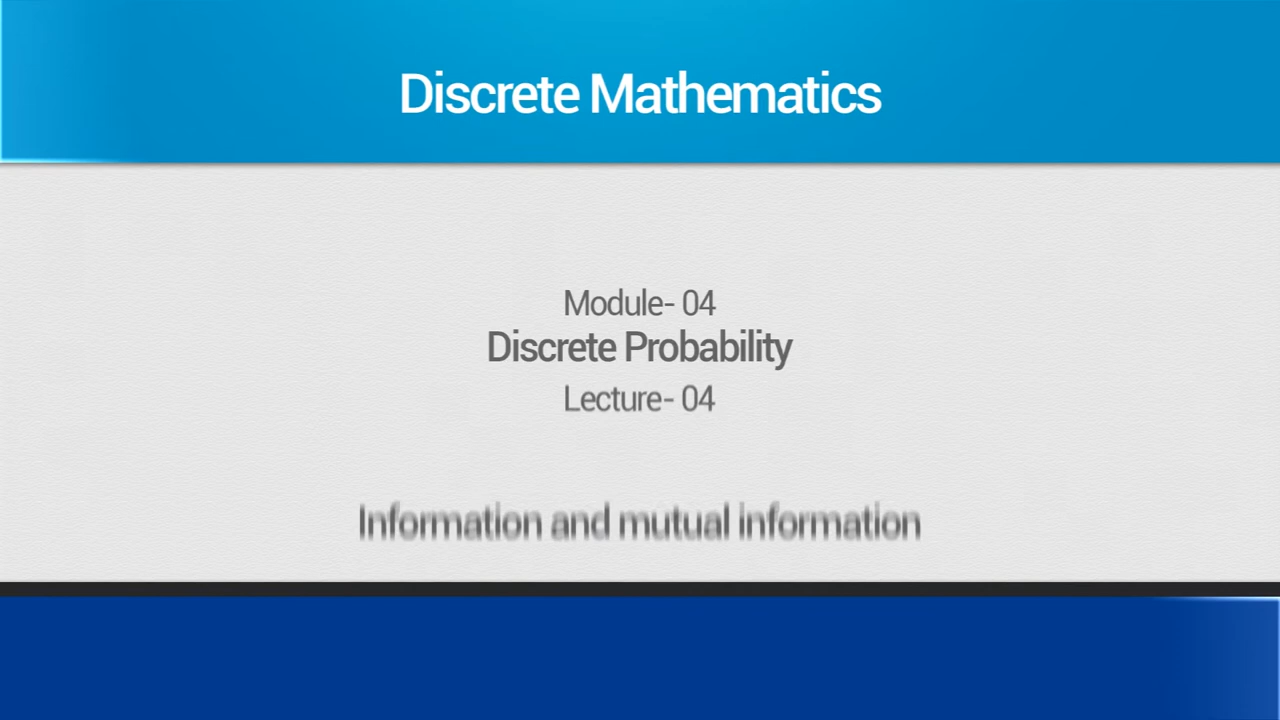 Discrete Mathematics
Module- 04
Discrete Probability
Lecture- 04
Information and mutual information